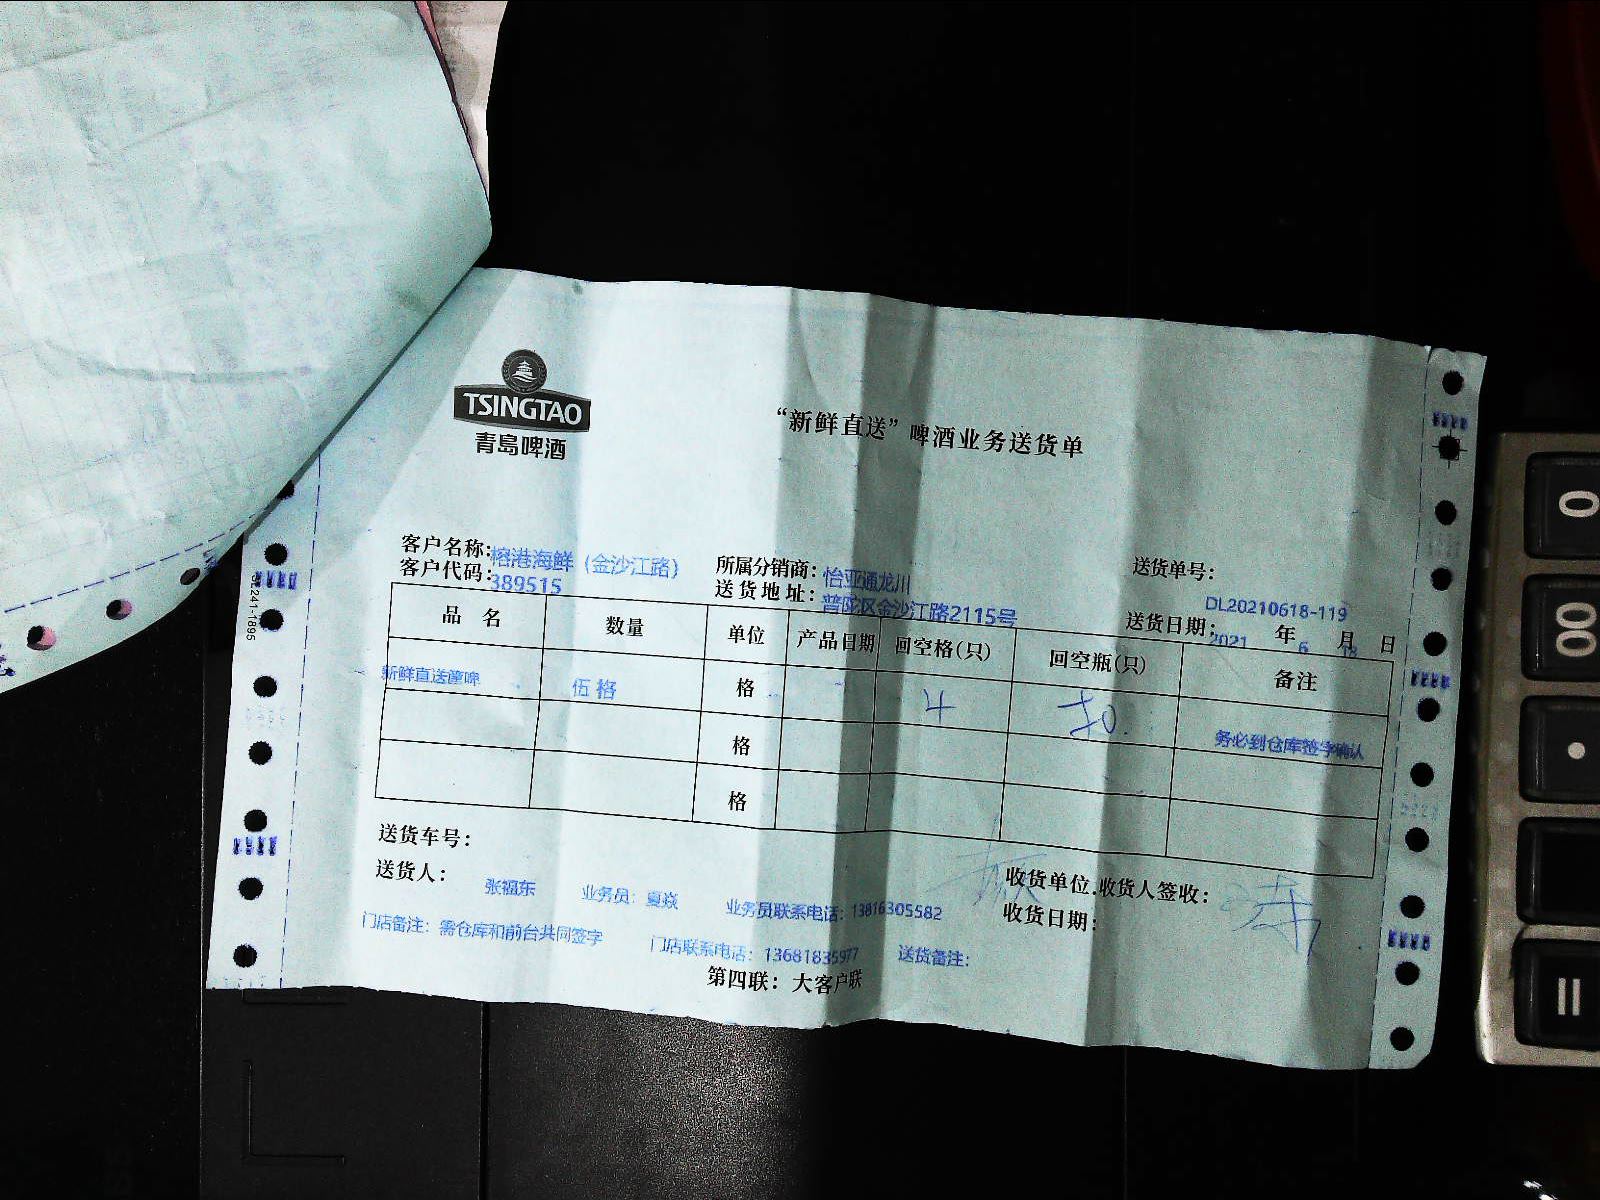 TSINGTAO
青島啤酒
“新鲜直送”啤酒业务送货单
客户名称：榕港海鲜（金沙江路） 所属分销商：怡亚通龙川 送货单号：DL20210618-119
客户代码：389515 送货地址：普陀区金沙江路2115号 送货日期：2021 年 6 月 日
品 名 数量 单位 产品日期 回空格(只) 回空瓶(只) 备注
新鲜直送筐啤 伍格 格 4 务必到仓库签字确认
格
格
送货车号：
送货人： 张福东 业务员：夏焱 业务员联系电话：13816305582 收货单位.收货人签收：
收货日期：
门店备注：需仓库和前台共同签字 门店联系电话：13681835977 送货备注：
第四联：大客户联
0
00
.
=